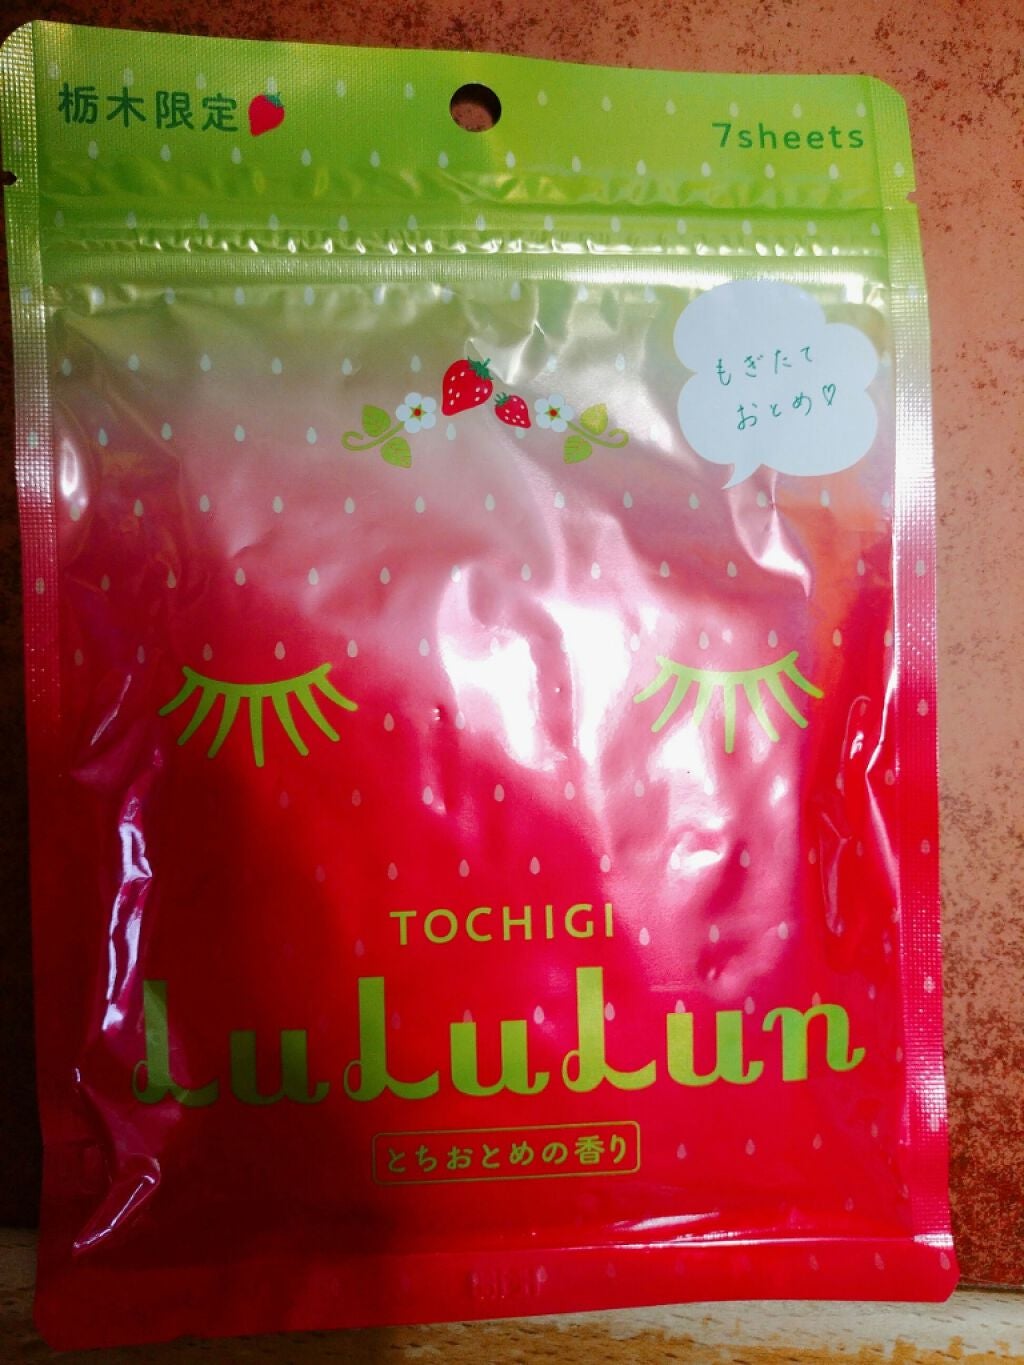 栃木限定
7sheets
もぎたて
おとめ♡
TOCHIGI
LuLuLun
とちおとめの香り